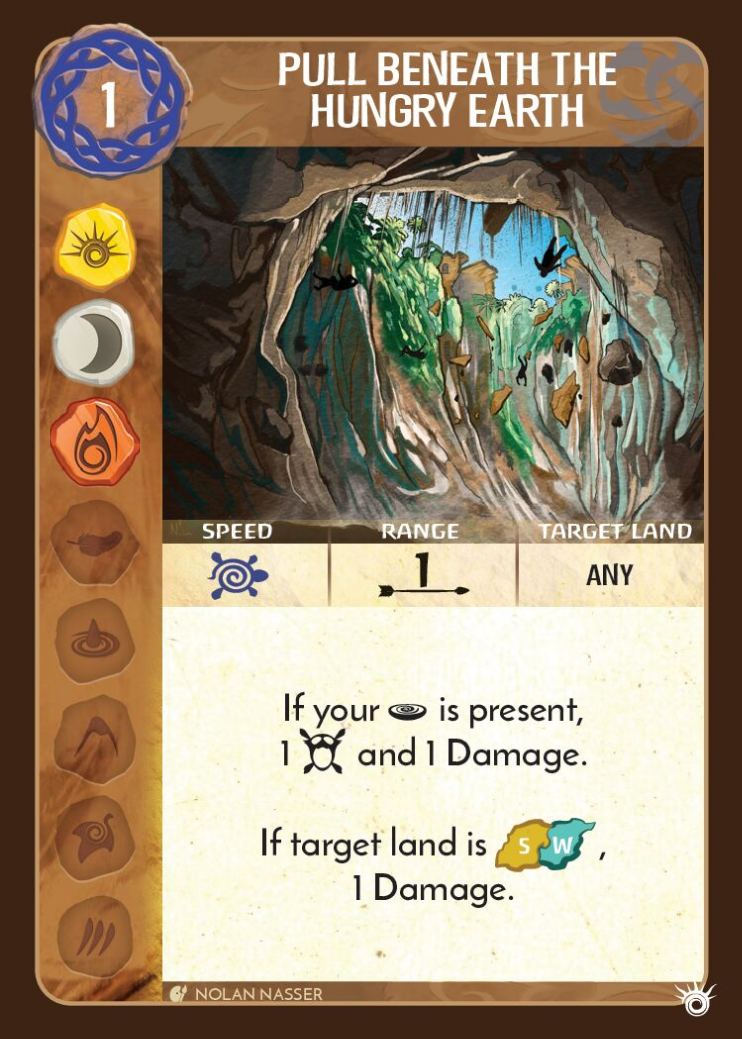 1
PULL BENEATH THE
HUNGRY EARTH
SPEED RANGE TARGET LAND
1 ANY
If your is present,
1 and 1 Damage.
If target land is S W ,
1 Damage.
NOLAN NASSER